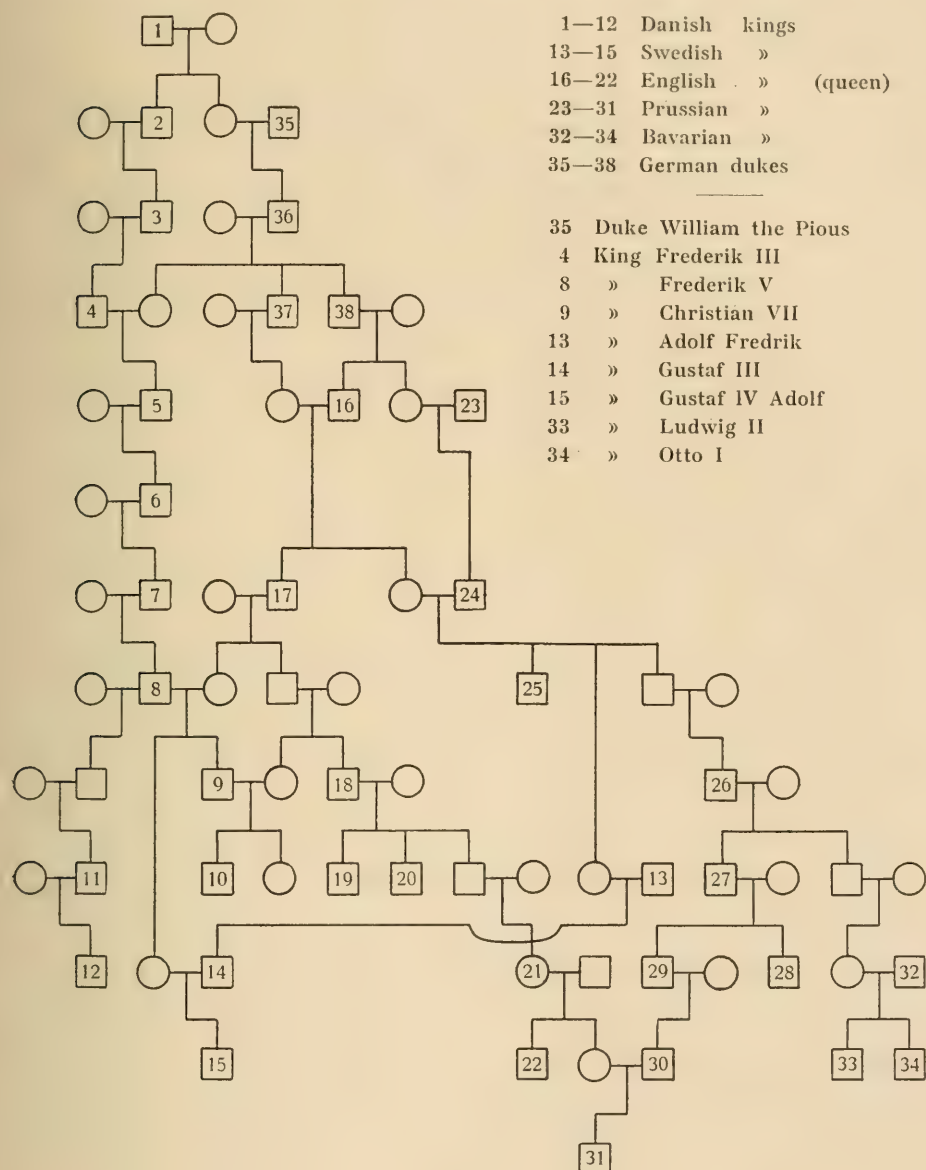 1—12 Danish kings
13—15 Swedish »
16—22 English » (queen)
23—31 Prussian »
32—34 Bavarian »
35—38 German dukes
35 Duke William the Pious
4 King Frederik III
8 » Frederik V
9 » Christian VII
13 » Adolf Fredrik
14 » Gustaf III
15 » Gustaf IV Adolf
33 » Ludwig II
34 » Otto I
1
2 35
3 36
4 37 38
5 16 23
6
7 17 24
8 25
9 18 26
11 10 19 20 13 27
12 14 21 29 28 32
15 22 30 33 34
31